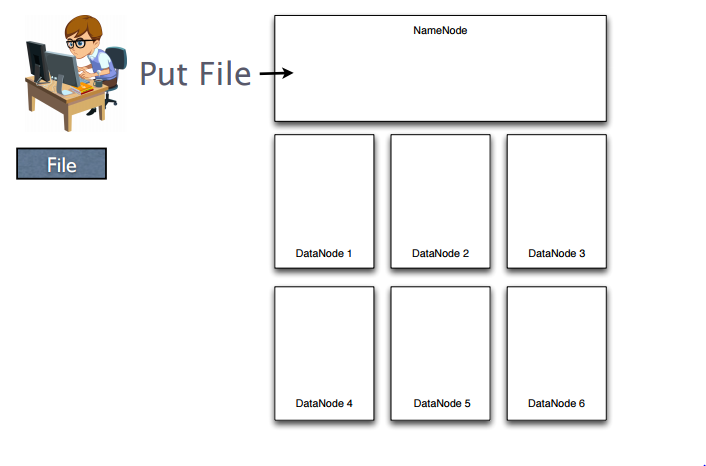 Put File
NameNode
File
DataNode 1
DataNode 2
DataNode 3
DataNode 4
DataNode 5
DataNode 6